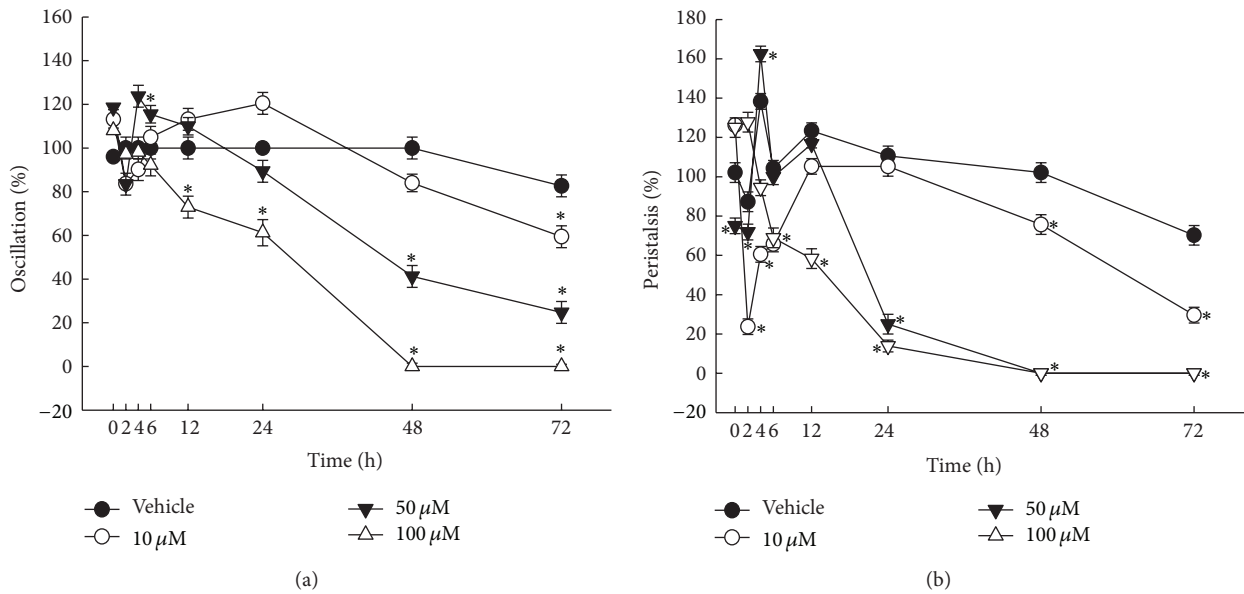 160
140
120
100
80
60
40
20
0
−20
Oscillation (%)
0 2 4 6 12 24 48 72
Time (h)
* * * * * * * *
Vehicle
10 μM
50 μM
100 μM
(a)
180
160
140
120
100
80
60
40
20
0
−20
Peristalsis (%)
0 2 4 6 12 24 48 72
Time (h)
* * * * * * * * * * * * *
Vehicle
10 μM
50 μM
100 μM
(b)